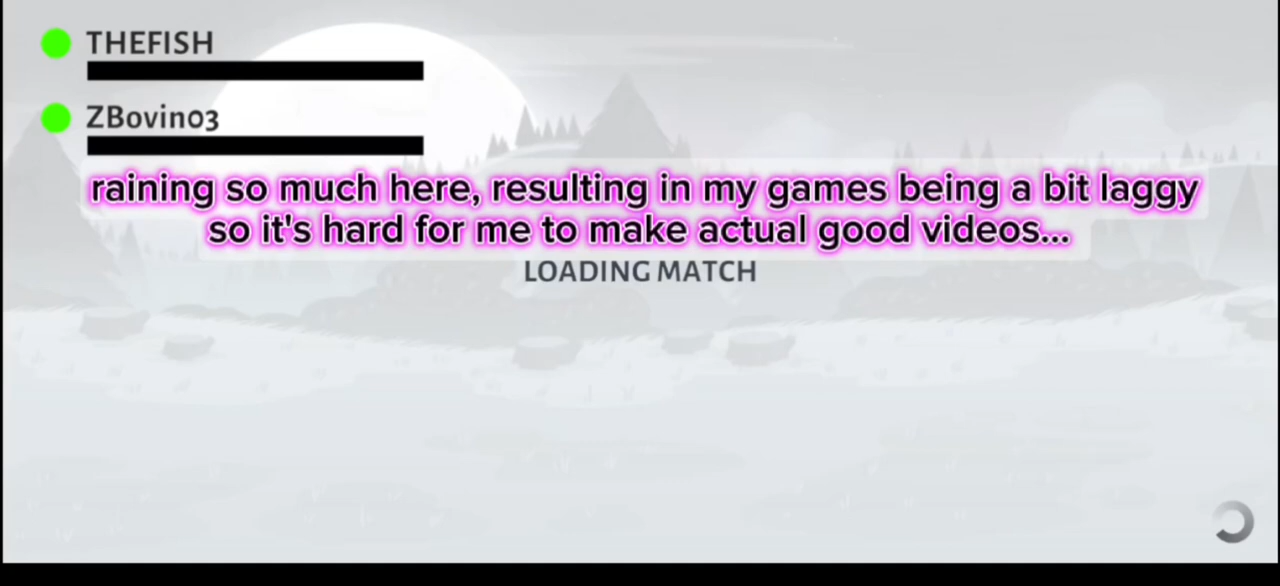 THEFISH
ZBovin03
raining so much here, resulting in my games being a bit laggy
so it's hard for me to make actual good videos...
LOADING MATCH